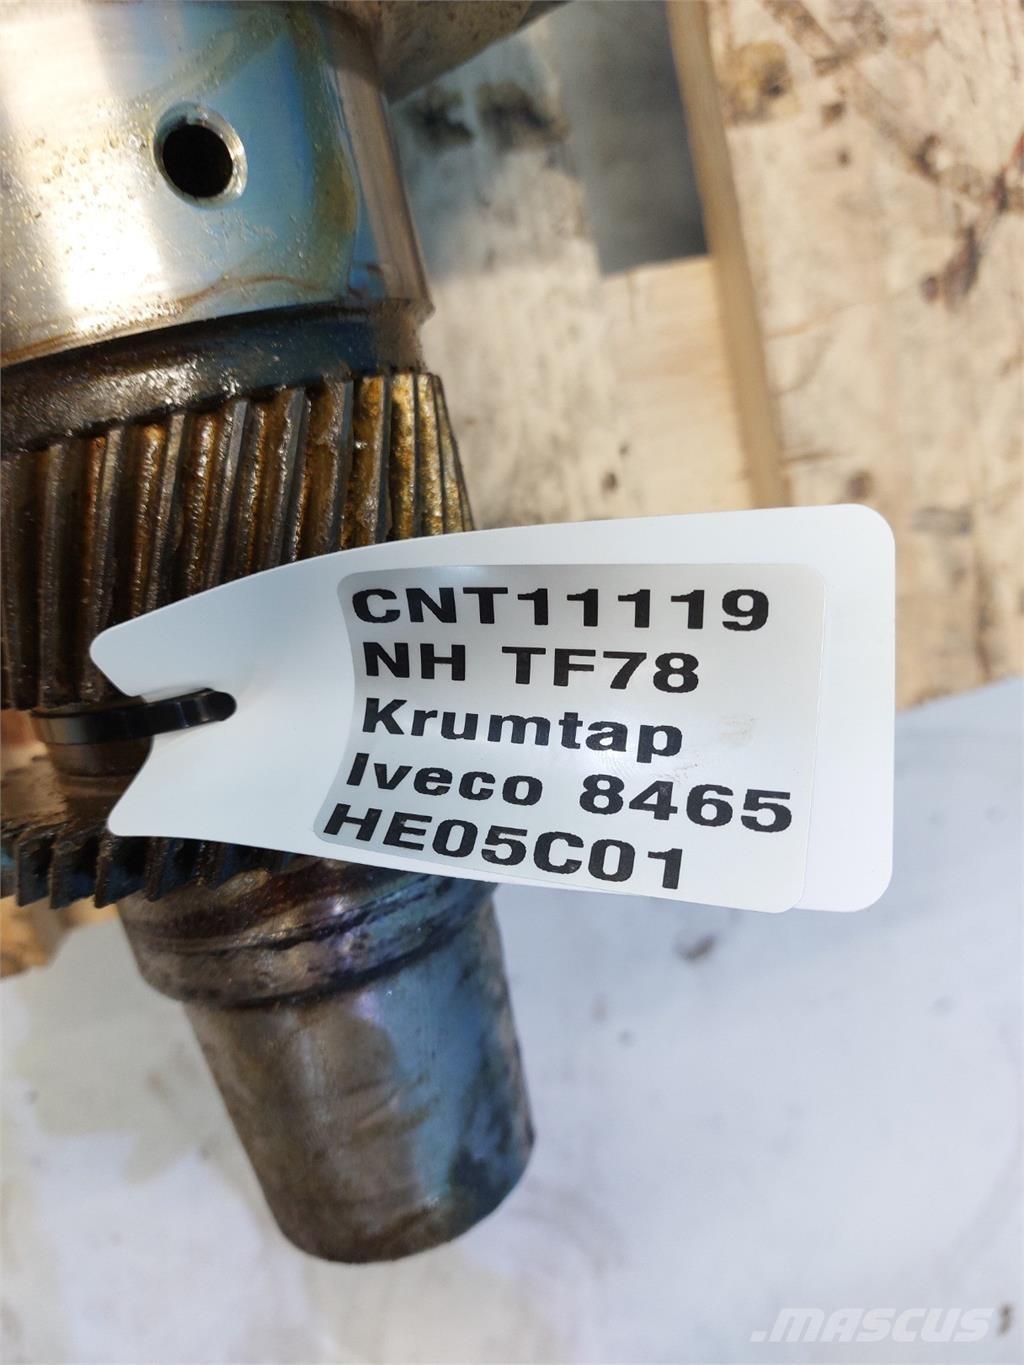 CNT11119
NH TF78
Krumtap
Iveco 8465
HE05C01
.MASCUS